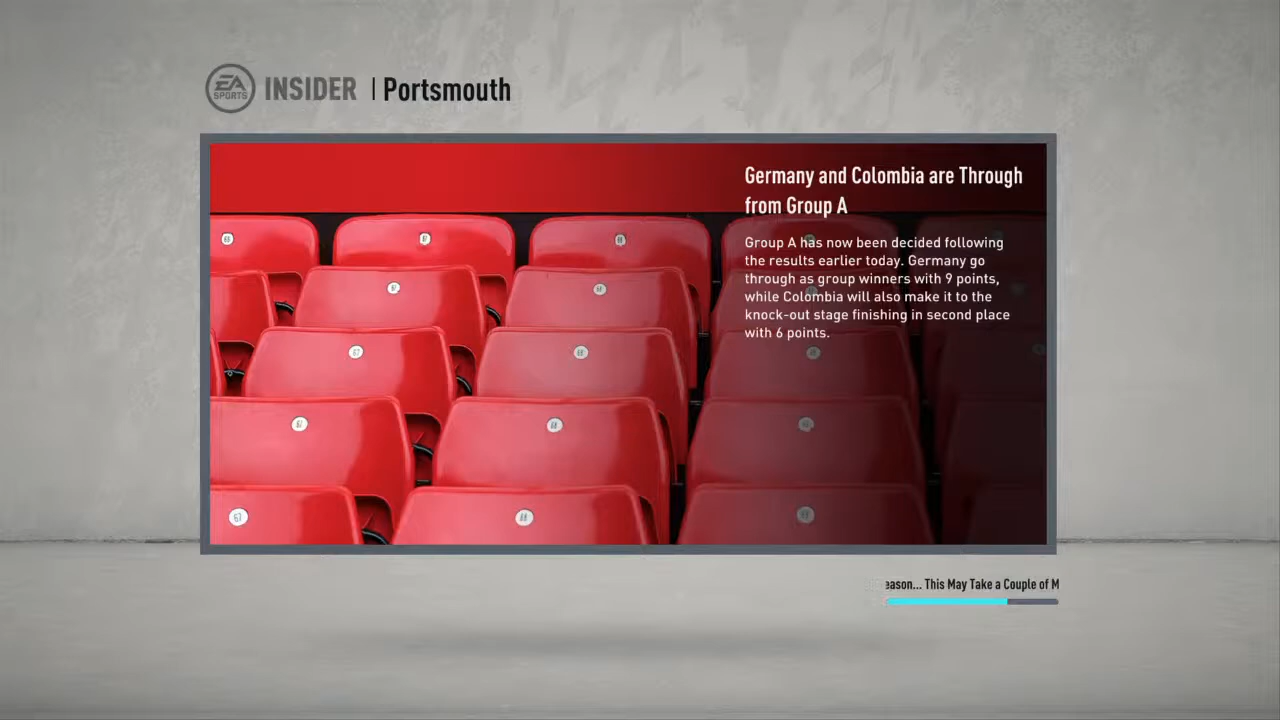 EA SPORTS INSIDER | Portsmouth
Germany and Colombia are Through
from Group A
Group A has now been decided following
the results earlier today. Germany go
through as group winners with 9 points,
while Colombia will also make it to the
knock-out stage finishing in second place
with 6 points.
eason... This May Take a Couple of M